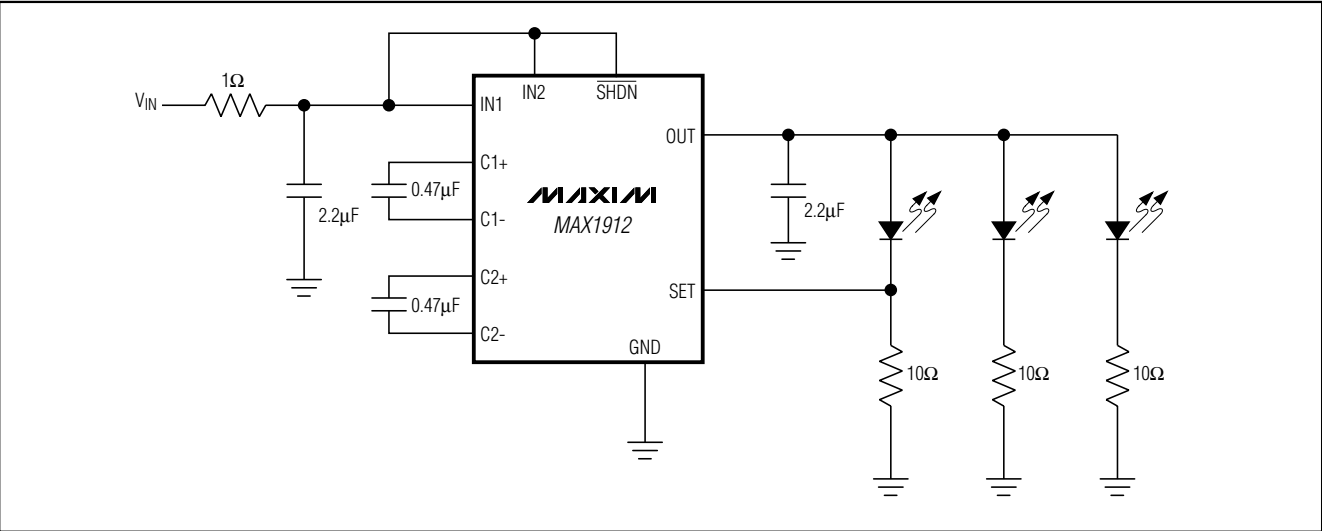 1Ω
VIN
2.2μF
IN1
IN2
SHDN
OUT
C1+
0.47μF
C1-
MAXIM
MAX1912
C2+
0.47μF
C2-
SET
GND
2.2μF
10Ω
10Ω
10Ω